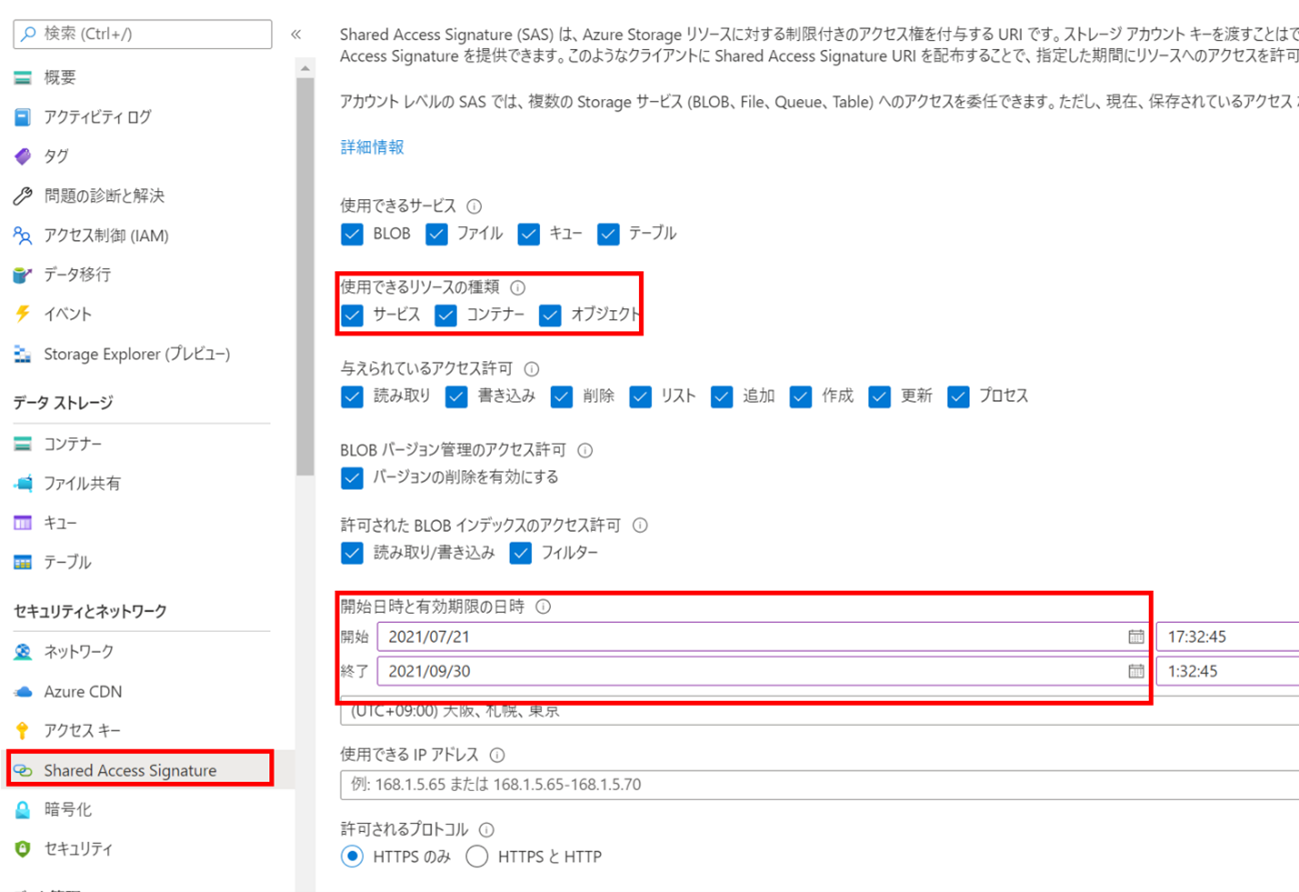 検索 (Ctrl+/)
«
概要
アクティビティ ログ
タグ
問題の診断と解決
アクセス制御 (IAM)
データ移行
イベント
Storage Explorer (プレビュー)
データ ストレージ
コンテナー
ファイル共有
キュー
テーブル
セキュリティとネットワーク
ネットワーク
Azure CDN
アクセス キー
Shared Access Signature
暗号化
セキュリティ
Shared Access Signature (SAS) は、Azure Storage リソースに対する制限付きのアクセス権を付与する URI です。ストレージ アカウント キーを渡すことはで
Access Signature を提供できます。このようなクライアントに Shared Access Signature URI を配布することで、指定した期間にリソースへのアクセスを許可
アカウント レベルの SAS では、複数の Storage サービス (BLOB、File、Queue、Table) へのアクセスを委任できます。ただし、現在、保存されているアクセス
詳細情報
使用できるサービス
BLOB ファイル キュー テーブル
使用できるリソースの種類
サービス コンテナー オブジェクト
与えられているアクセス許可
読み取り 書き込み 削除 リスト 追加 作成 更新 プロセス
BLOB バージョン管理のアクセス許可
バージョンの削除を有効にする
許可された BLOB インデックスのアクセス許可
読み取り/書き込み フィルター
開始日時と有効期限の日時
開始 2021/07/21 17:32:45
終了 2021/09/30 1:32:45
(UTC+09:00) 大阪、札幌、東京
使用できる IP アドレス
例: 168.1.5.65 または 168.1.5.65-168.1.5.70
許可されるプロトコル
HTTPS のみ HTTPS と HTTP